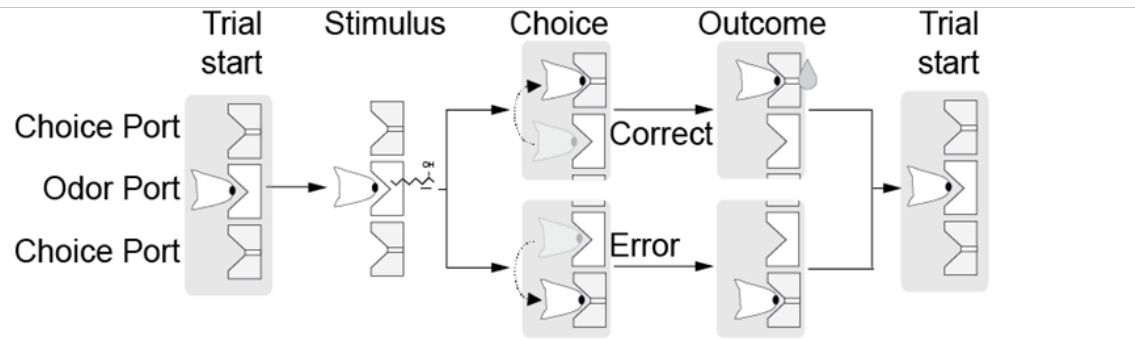 Trial
start
Stimulus
Choice
Outcome
Trial
start
Choice Port
Odor Port
Choice Port
OH
Correct
Error